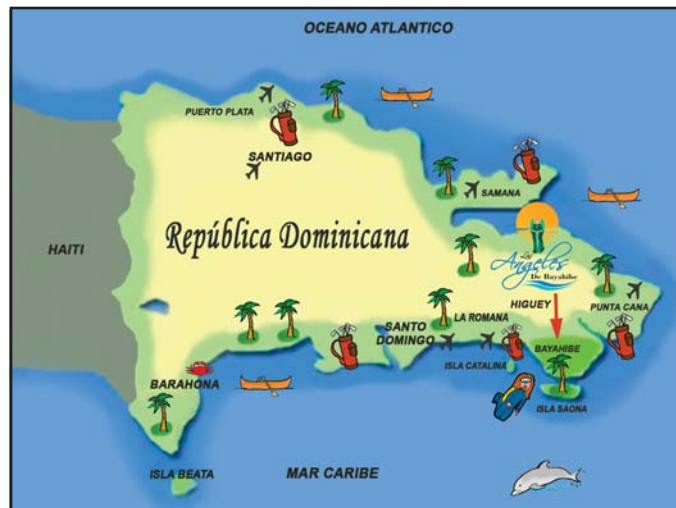 OCEANO ATLANTICO
PUERTO PLATA
SANTIAGO
SAMANA
HAITI
República Dominicana
Los
Angeles
De Bayahibe
HIGUEY
PUNTA CANA
LA ROMANA
SANTO
DOMINGO
BAYAHIBE
ISLA CATALINA
BARAHONA
ISLA SAONA
ISLA BEATA
MAR CARIBE